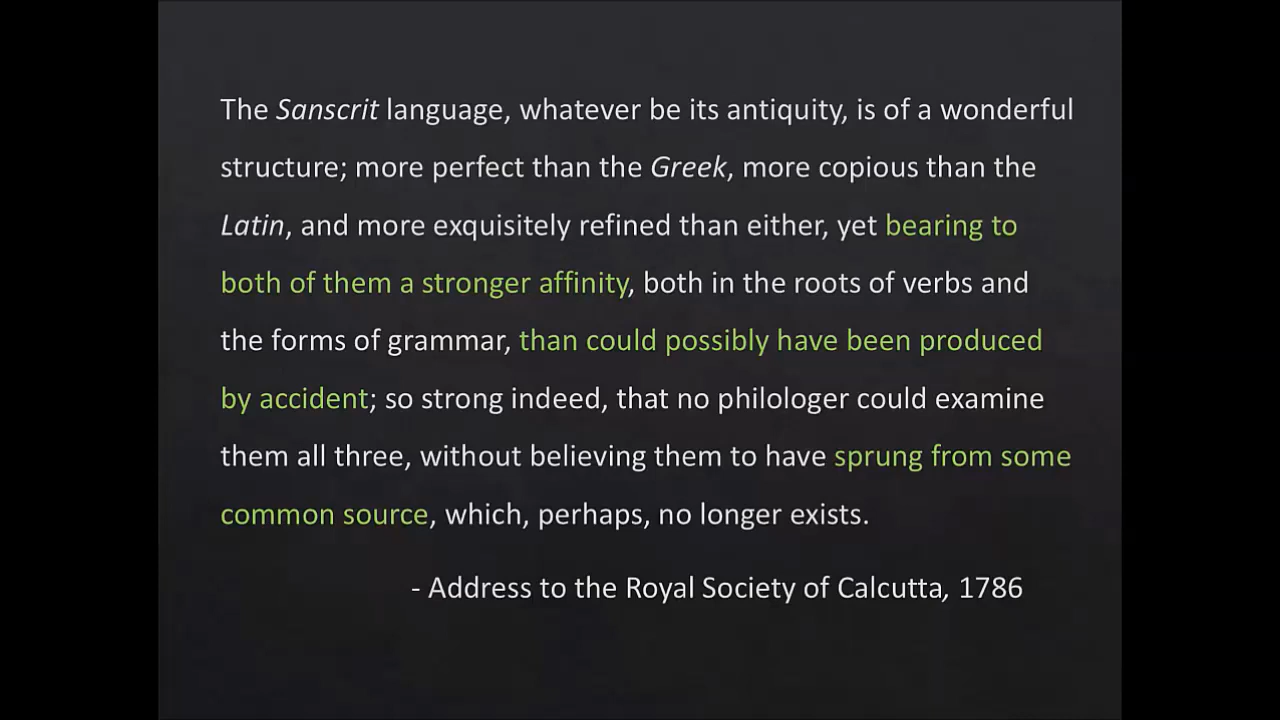 The Sanscrit language, whatever be its antiquity, is of a wonderful
structure; more perfect than the Greek, more copious than the
Latin, and more exquisitely refined than either, yet bearing to
both of them a stronger affinity, both in the roots of verbs and
the forms of grammar, than could possibly have been produced
by accident; so strong indeed, that no philologer could examine
them all three, without believing them to have sprung from some
common source, which, perhaps, no longer exists.
- Address to the Royal Society of Calcutta, 1786